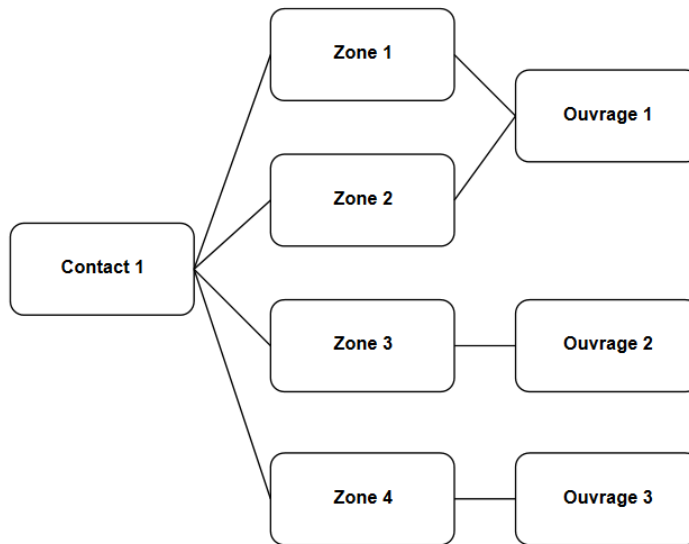 Zone 1
Ouvrage 1
Zone 2
Contact 1
Zone 3
Ouvrage 2
Zone 4
Ouvrage 3